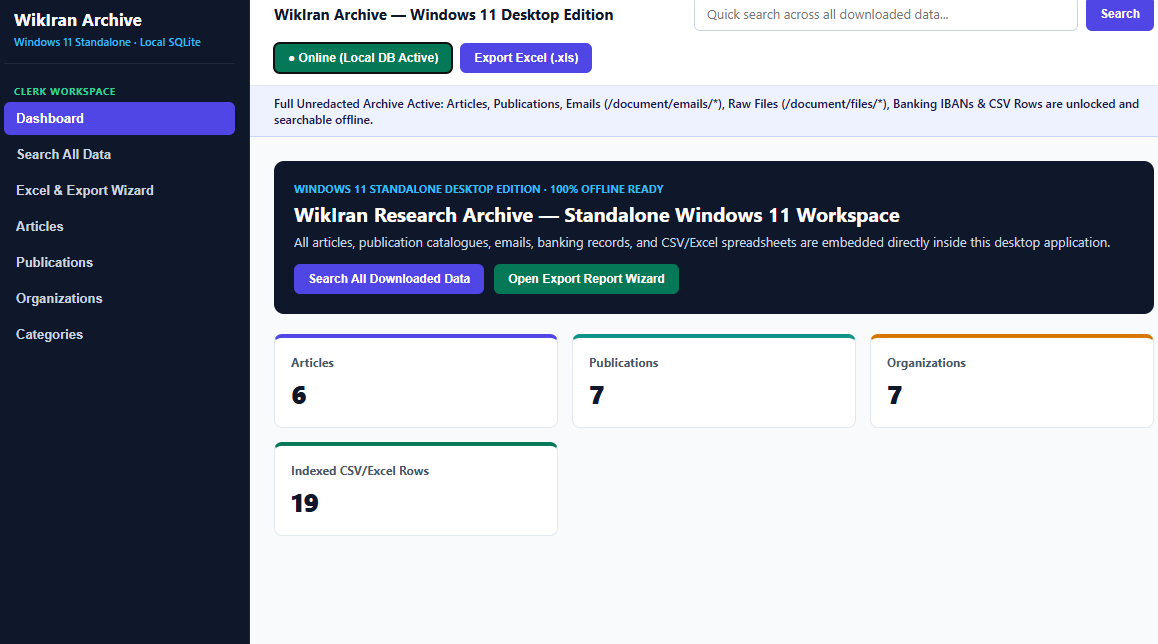 WikIran Archive
Windows 11 Standalone · Local SQLite
CLERK WORKSPACE
Dashboard
Search All Data
Excel & Export Wizard
Articles
Publications
Organizations
Categories
WikIran Archive — Windows 11 Desktop Edition
Quick search across all downloaded data...
Search
● Online (Local DB Active)
Export Excel (.xls)
Full Unredacted Archive Active: Articles, Publications, Emails (/document/emails/*), Raw Files (/document/files/*), Banking IBANs & CSV Rows are unlocked and
searchable offline.
WINDOWS 11 STANDALONE DESKTOP EDITION · 100% OFFLINE READY
WikIran Research Archive — Standalone Windows 11 Workspace
All articles, publication catalogues, emails, banking records, and CSV/Excel spreadsheets are embedded directly inside this desktop application.
Search All Downloaded Data
Open Export Report Wizard
Articles
6
Publications
7
Organizations
7
Indexed CSV/Excel Rows
19